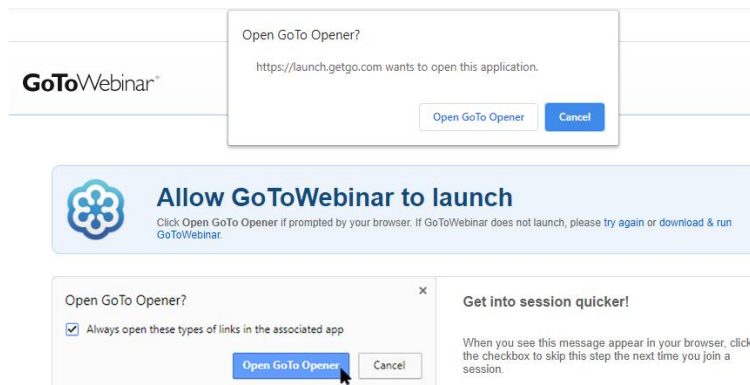 Open GoTo Opener?
https://launch.getgo.com wants to open this application.
Open GoTo Opener Cancel
GoToWebinar
Allow GoToWebinar to launch
Click Open GoTo Opener if prompted by your browser. If GoToWebinar does not launch, please try again or download & run
GoToWebinar.
Open GoTo Opener? ×
Always open these types of links in the associated app
Open GoTo Opener Cancel
Get into session quicker!
When you see this message appear in your browser, click
the checkbox to skip this step the next time you join a
session.